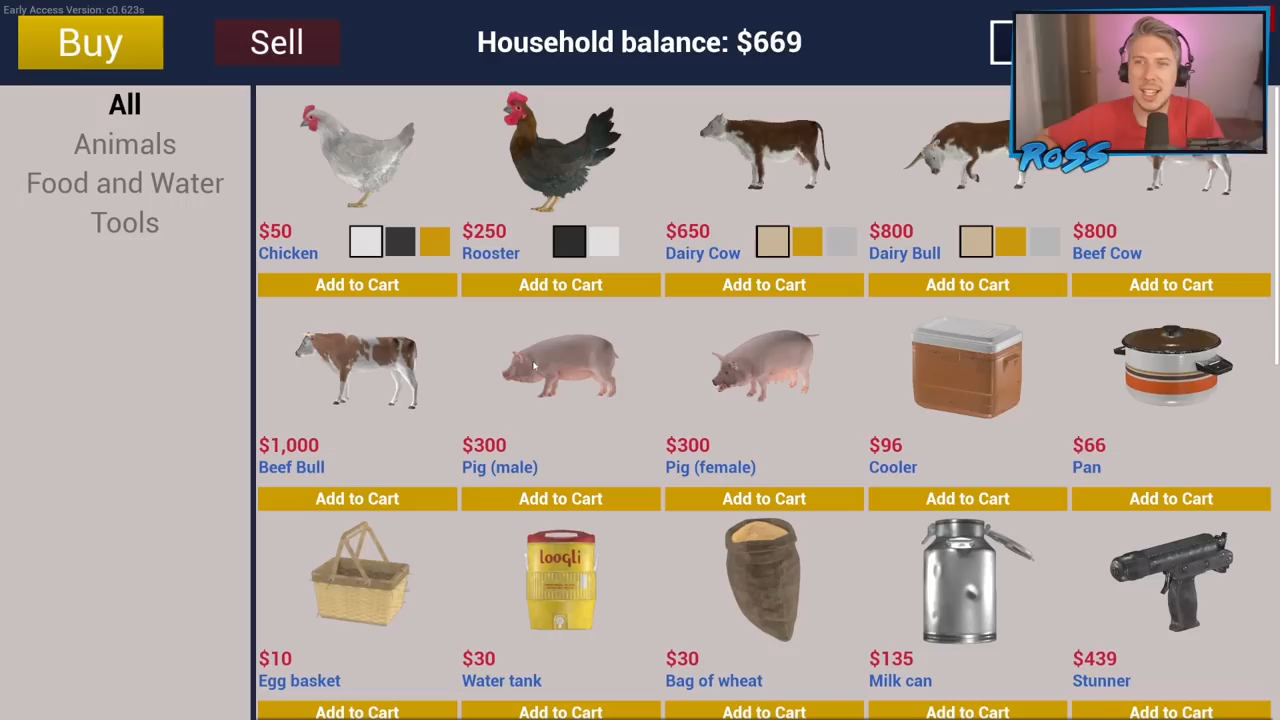 Early Access Version: c0.623s
Buy
Sell
Household balance: $669
ROSS
All
Animals
Food and Water
Tools
$50
Chicken
$250
Rooster
$650
Dairy Cow
$800
Dairy Bull
$800
Beef Cow
Add to Cart
Add to Cart
Add to Cart
Add to Cart
Add to Cart
$1,000
Beef Bull
$300
Pig (male)
$300
Pig (female)
$96
Cooler
$66
Pan
Add to Cart
Add to Cart
Add to Cart
Add to Cart
Add to Cart
loogli
$10
Egg basket
$30
Water tank
$30
Bag of wheat
$135
Milk can
$439
Stunner
Add to Cart
Add to Cart
Add to Cart
Add to Cart
Add to Cart